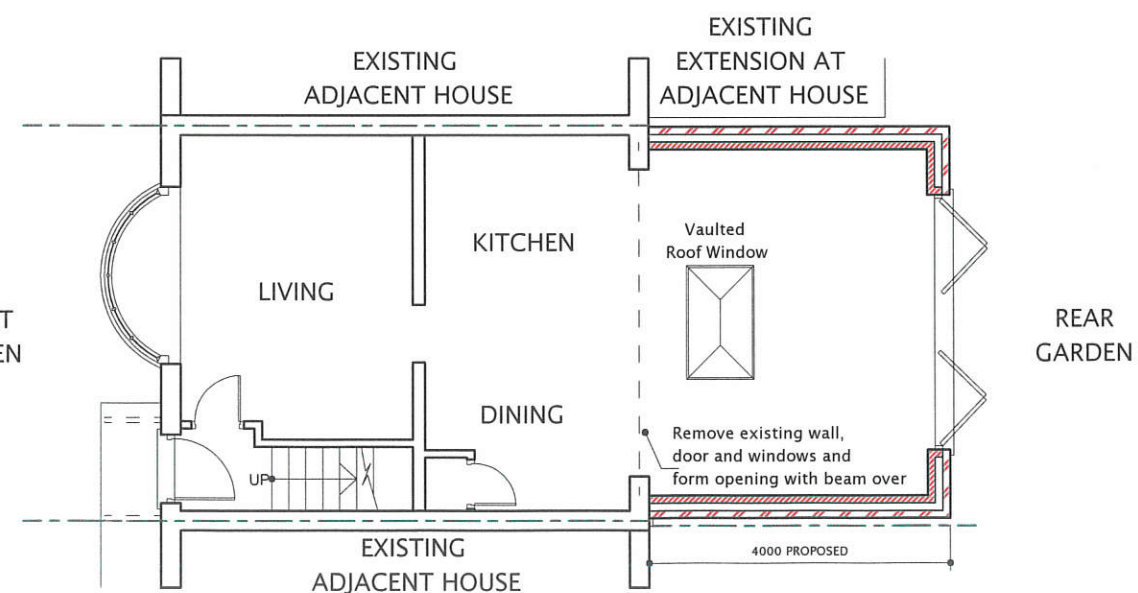 EXISTING
EXTENSION AT
ADJACENT HOUSE
EXISTING
ADJACENT HOUSE
KITCHEN
Vaulted
Roof Window
LIVING
REAR
GARDEN
DINING
Remove existing wall,
door and windows and
form opening with beam over
UP
EXISTING
ADJACENT HOUSE
4000 PROPOSED